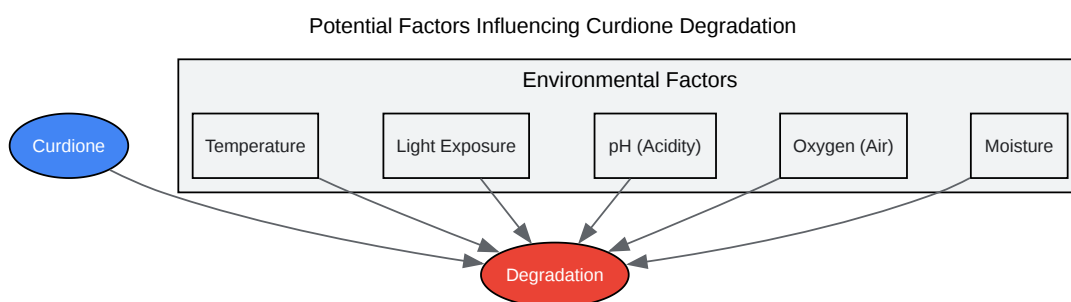 Potential Factors Influencing Curdione Degradation
Environmental Factors
Curdione
Temperature
Light Exposure
pH (Acidity)
Oxygen (Air)
Moisture
Degradation